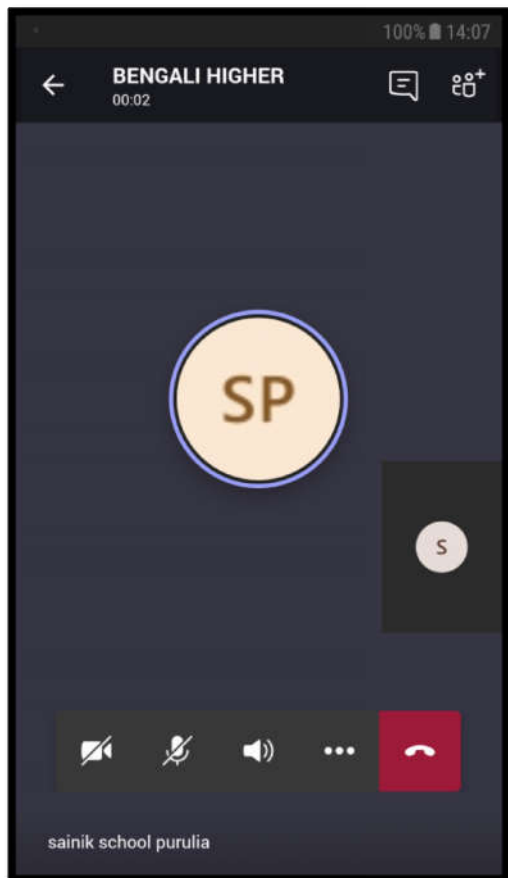 100% 14:07
BENGALI HIGHER
00:02
SP
S
sainik school purulia